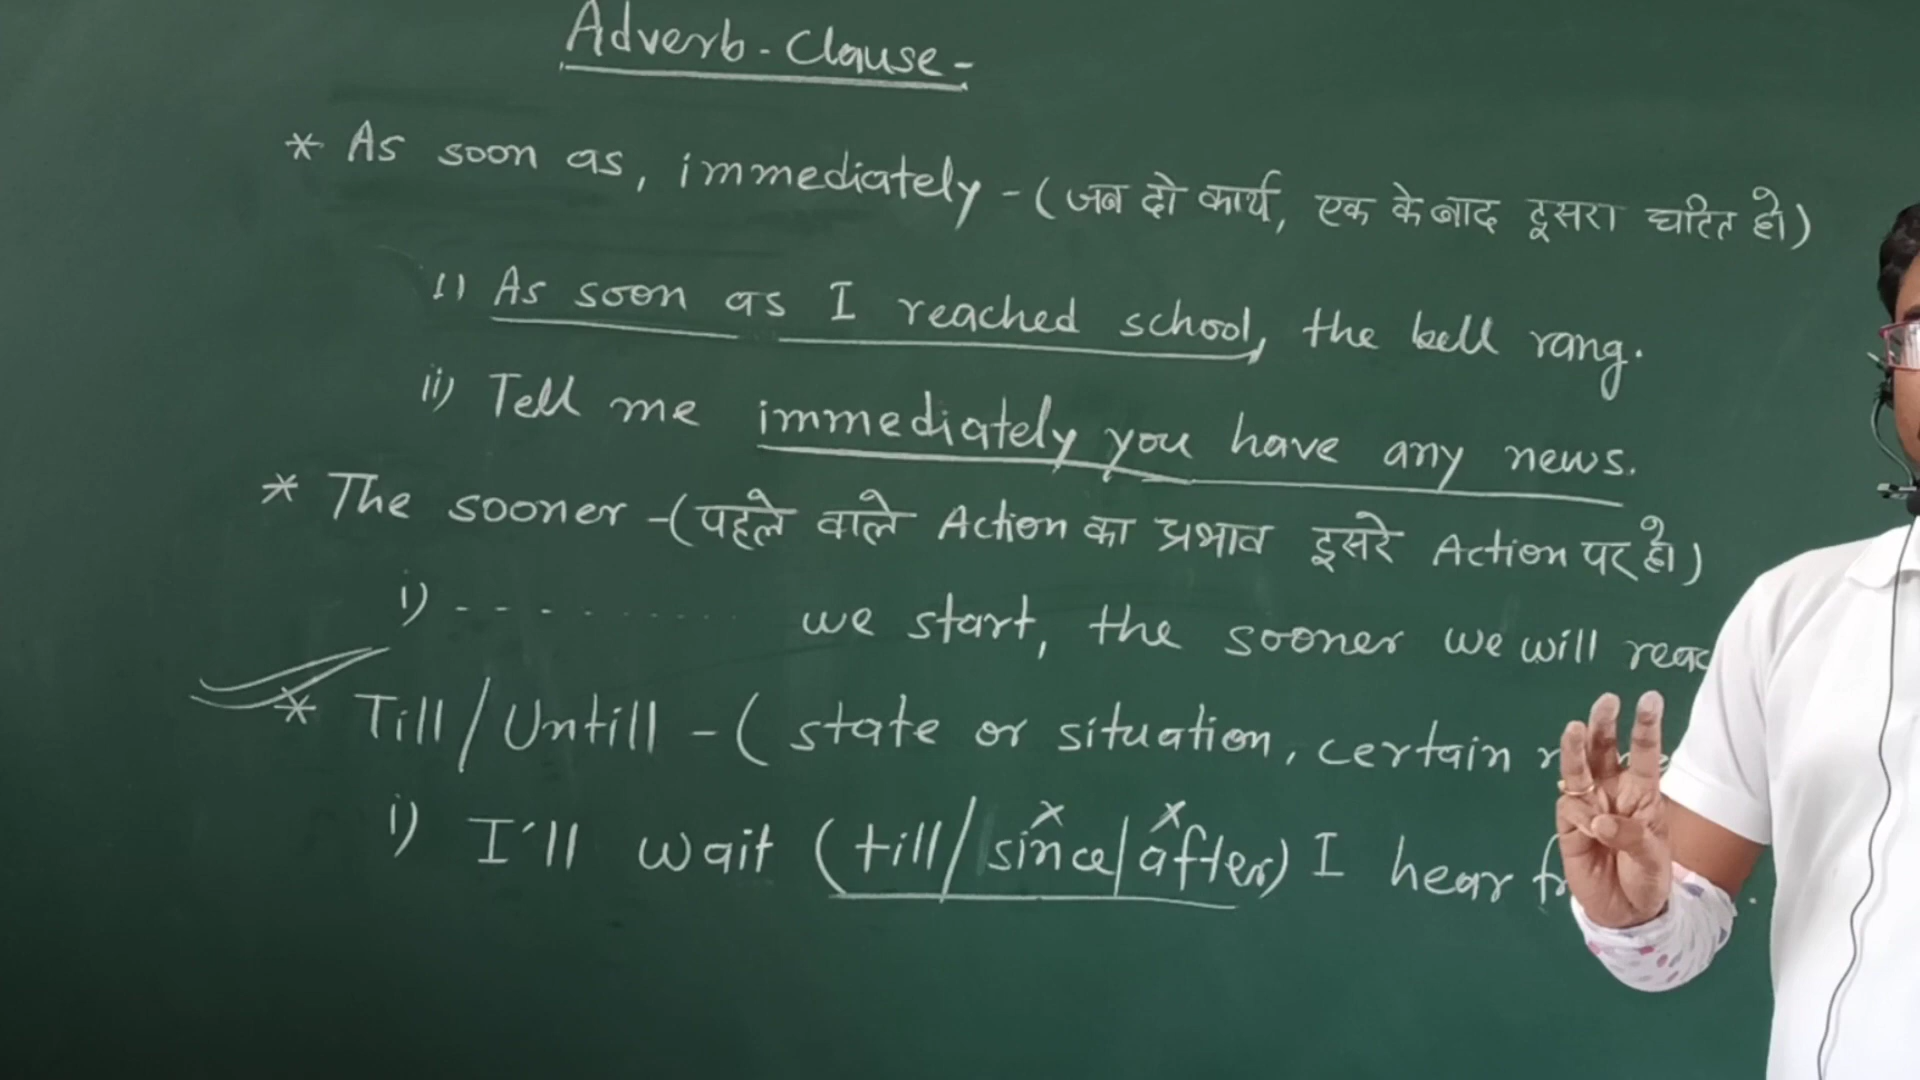 Adverb-Clause-
* As soon as, immediately - (जब दो कार्य, एक के बाद दूसरा घटित हो)
i) As soon as I reached school, the bell rang.
ii) Tell me immediately you have any news.
* The sooner - (पहले वाले Action का प्रभाव दूसरे Action पर हो)
i) - - - - - - - - - - we start, the sooner we will
* Till/Untill - (state or situation, certain
i) I'll wait (till/since/after) I hear